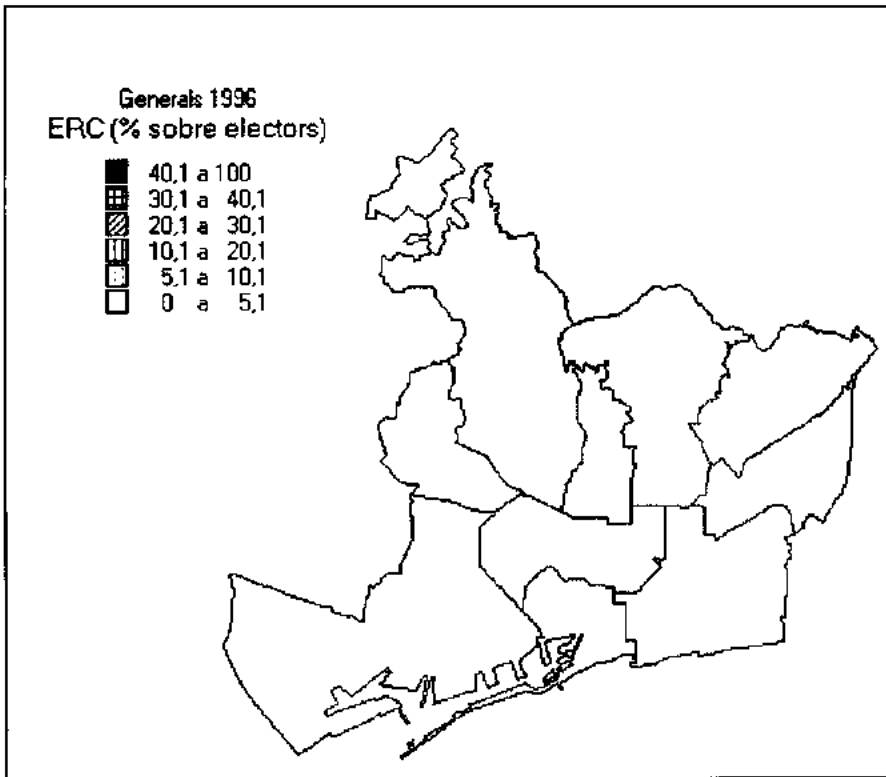 Generals 1996
ERC (% sobre electors)
40,1 a 100
30,1 a 40,1
20,1 a 30,1
10,1 a 20,1
5,1 a 10,1
0 a 5,1